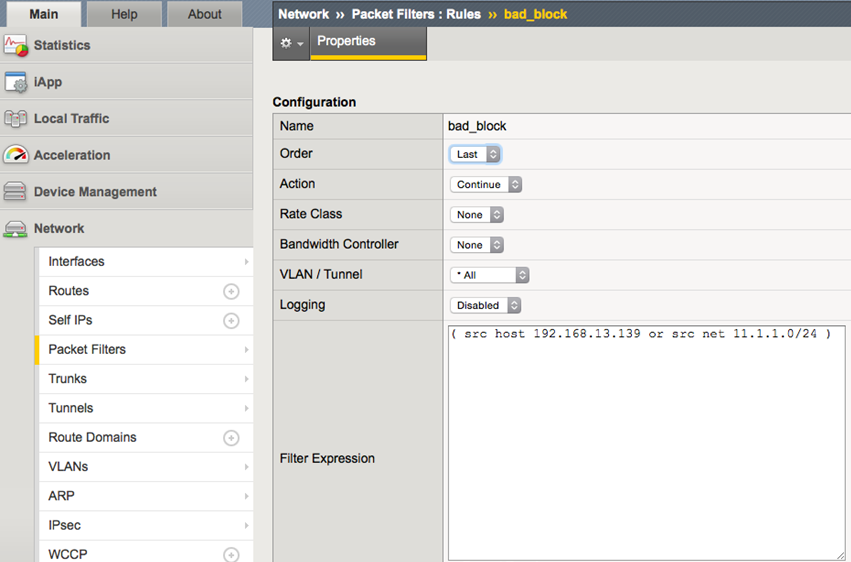 Main Help About
Network ›› Packet Filters : Rules ›› bad_block
Properties
Statistics
iApp
Local Traffic
Acceleration
Device Management
Network
Interfaces
Routes
Self IPs
Packet Filters
Trunks
Tunnels
Route Domains
VLANs
ARP
IPsec
WCCP
Configuration
Name bad_block
Order Last
Action Continue
Rate Class None
Bandwidth Controller None
VLAN / Tunnel * All
Logging Disabled
Filter Expression
( src host 192.168.13.139 or src net 11.1.1.0/24 )